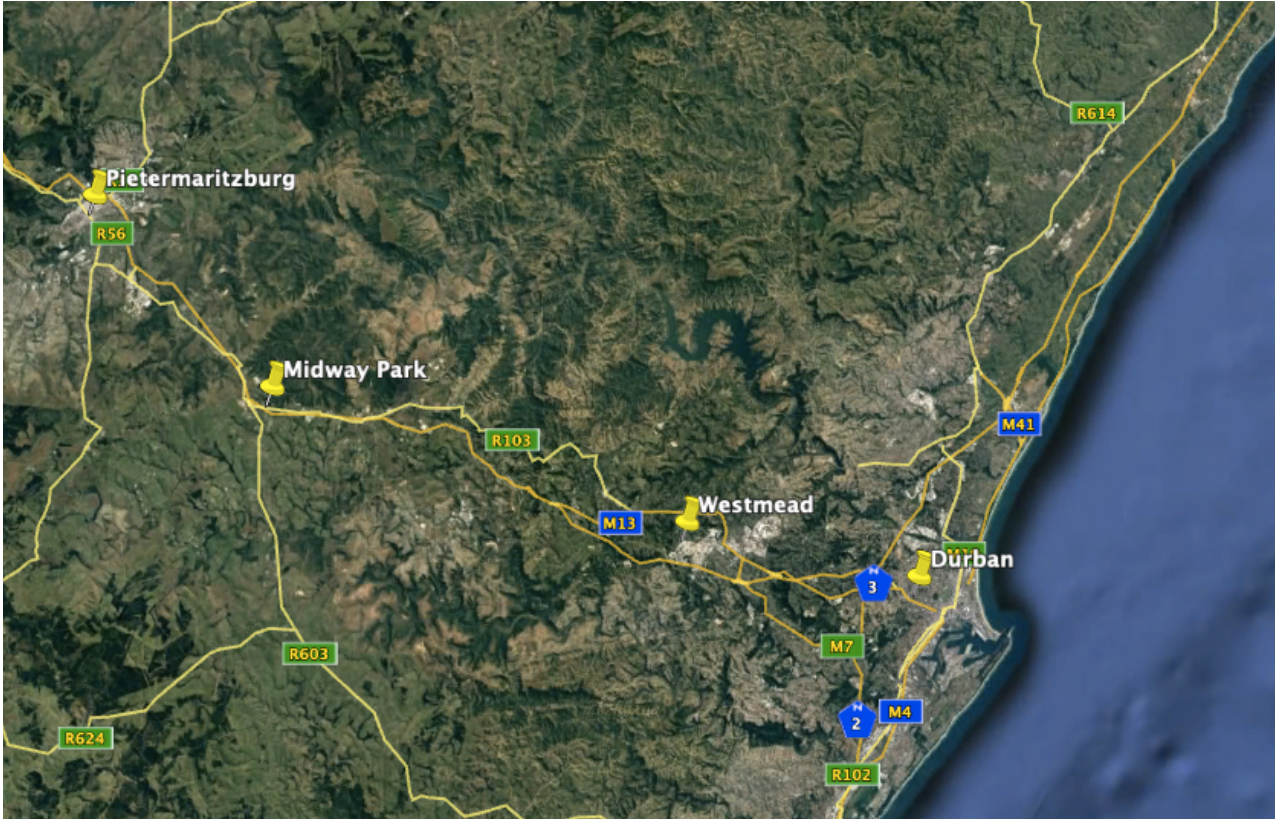 R614
Pietermaritzburg
R56
Midway Park
M41
R103
Westmead
M13
Durban
N
3
M7
R603
N
2
M4
R624
R102